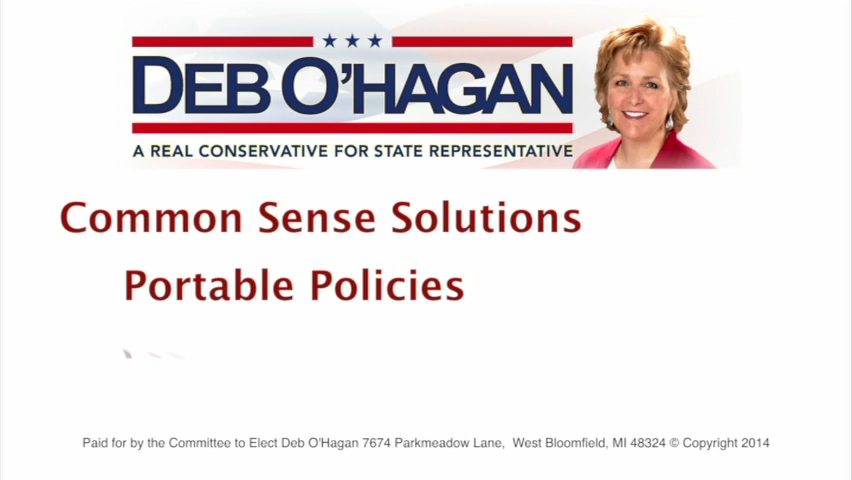 DEB O'HAGAN
A REAL CONSERVATIVE FOR STATE REPRESENTATIVE
Common Sense Solutions
Portable Policies
Paid for by the Committee to Elect Deb O'Hagan 7674 Parkmeadow Lane, West Bloomfield, MI 48324 © Copyright 2014